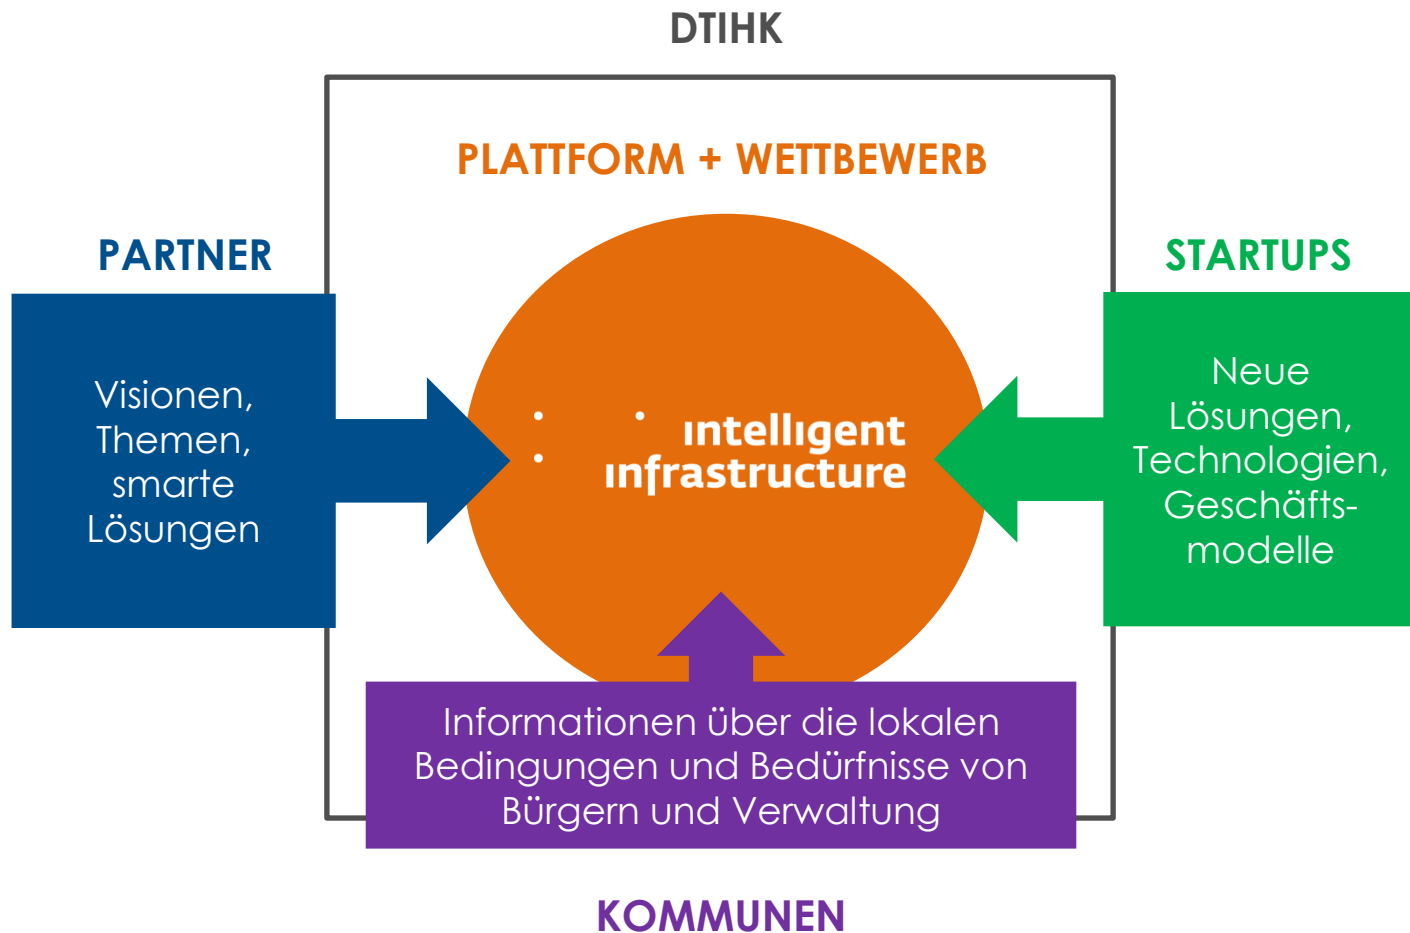 DTIHK
PLATTFORM + WETTBEWERB
PARTNER
Visionen,
Themen,
smarte
Lösungen
intelligent
infrastructure
STARTUPS
Neue
Lösungen,
Technologien,
Geschäfts-
modelle
Informationen über die lokalen
Bedingungen und Bedürfnisse von
Bürgern und Verwaltung
KOMMUNEN